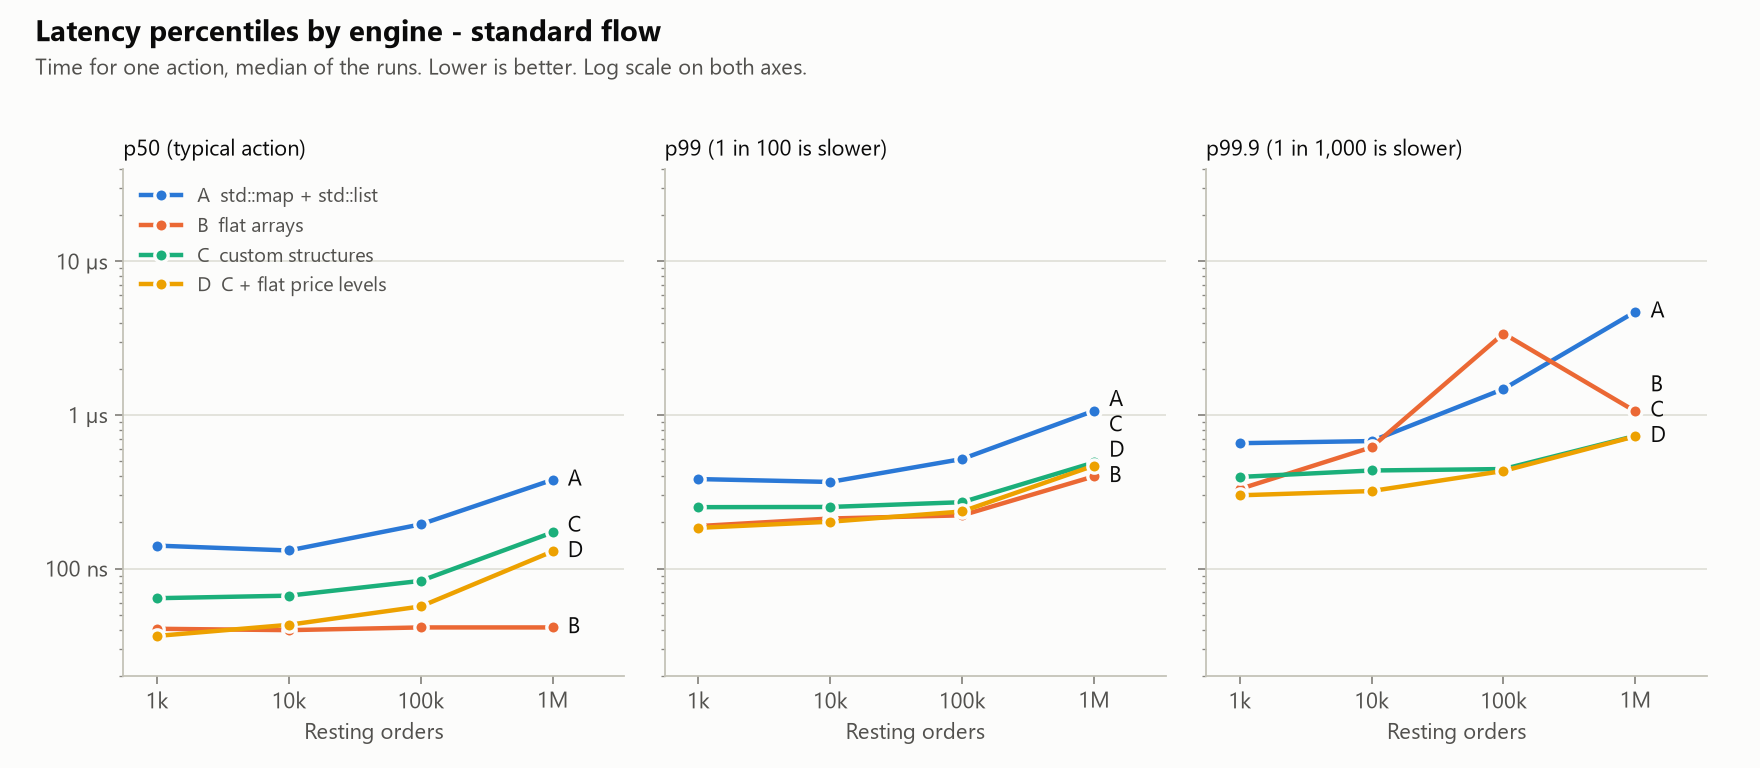 Latency percentiles by engine - standard flow
Time for one action, median of the runs. Lower is better. Log scale on both axes.
p50 (typical action)
A  std::map + std::list
B  flat arrays
C  custom structures
D  C + flat price levels
10 µs
1 µs
100 ns
A
C
D
B
1k
10k
100k
1M
Resting orders
p99 (1 in 100 is slower)
A
C
D
B
1k
10k
100k
1M
Resting orders
p99.9 (1 in 1,000 is slower)
A
B
C
D
1k
10k
100k
1M
Resting orders